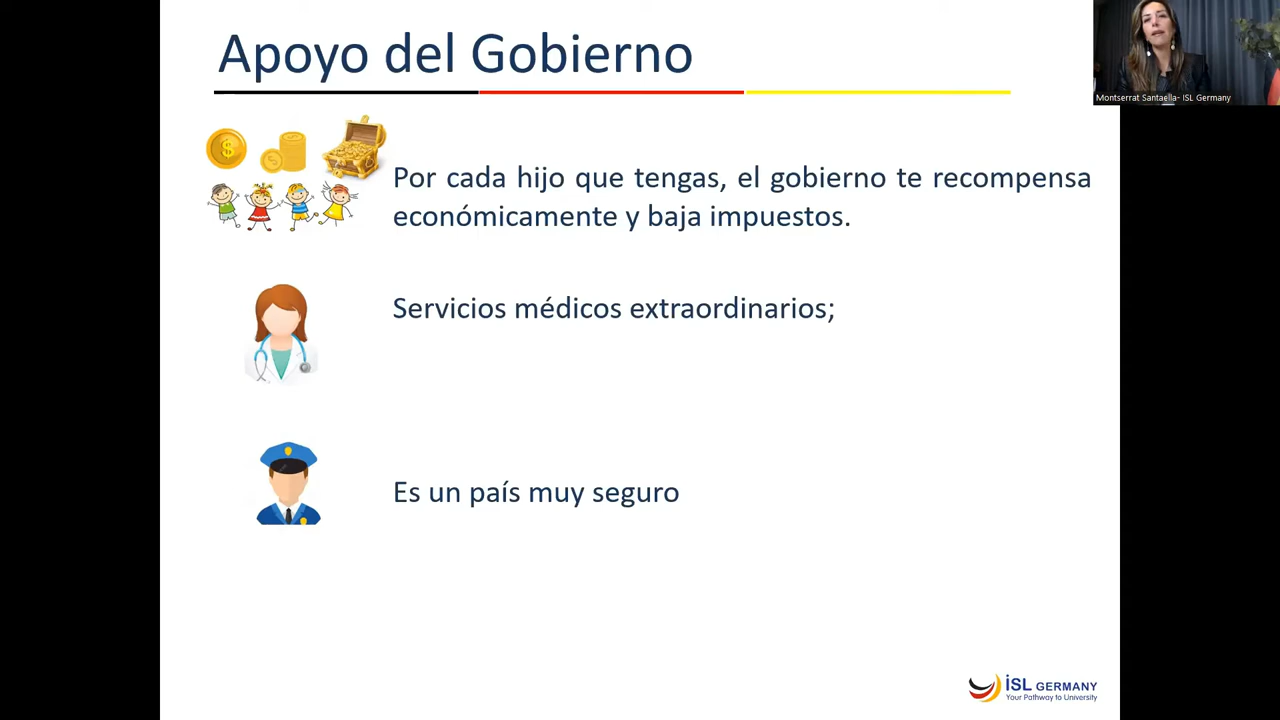 Apoyo del Gobierno
Montserrat Santaella- ISL Germany
Por cada hijo que tengas, el gobierno te recompensa
económicamente y baja impuestos.
Servicios médicos extraordinarios;
Es un país muy seguro
iSL GERMANY
Your Pathway to University